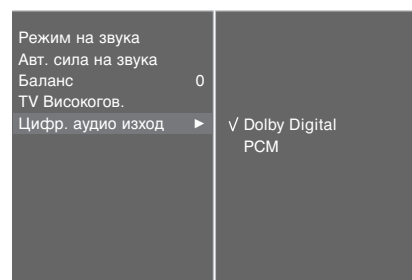 Режим на звука
Авт. сила на звука
Баланс 0
TV Високогов.
Цифр. аудио изход ►
√ Dolby Digital
PCM